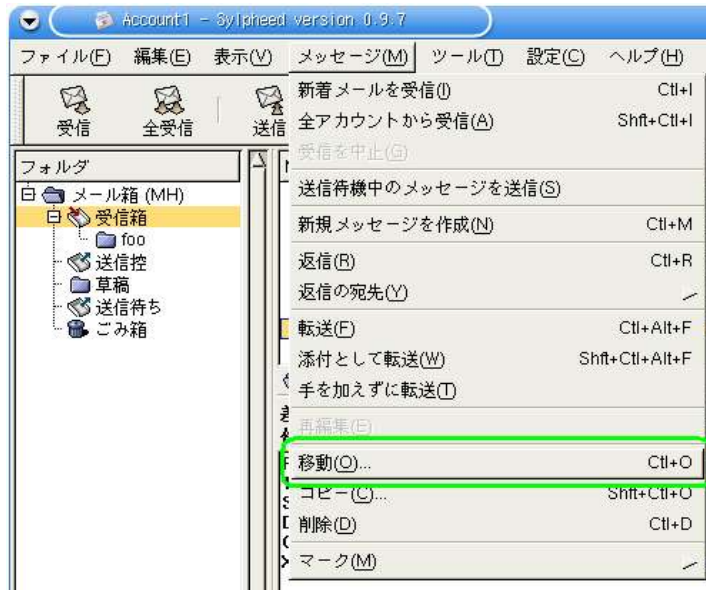 Account1 - Sylpheed version 0.9.7
ファイル(F) 編集(E) 表示(V) メッセージ(M) ツール(T) 設定(C) ヘルプ(H)
受信 全受信 送信
フォルダ
メール箱 (MH)
受信箱
foo
送信控
草稿
送信待ち
ごみ箱
新着メールを受信(I) Ctl+I
全アカウントから受信(A) Shft+Ctl+I
受信を中止(G)
送信待機中のメッセージを送信(S)
新規メッセージを作成(N) Ctl+M
返信(R) Ctl+R
返信の宛先(Y)
転送(F) Ctl+Alt+F
添付として転送(W) Shft+Ctl+Alt+F
手を加えずに転送(T)
再編集(E)
移動(O)... Ctl+O
コピー(C)... Shft+Ctl+O
削除(D) Ctl+D
マーク(M)